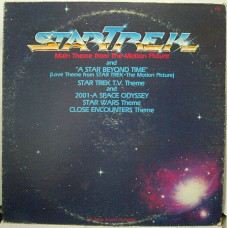 STAR TREK
Main Theme from The Motion Picture
and
"A STAR BEYOND TIME"
(Love Theme from STAR TREK-The Motion Picture)
STAR TREK T.V. Theme
and
2001-A SPACE ODYSSEY
STAR WARS Theme
CLOSE ENCOUNTERS Theme